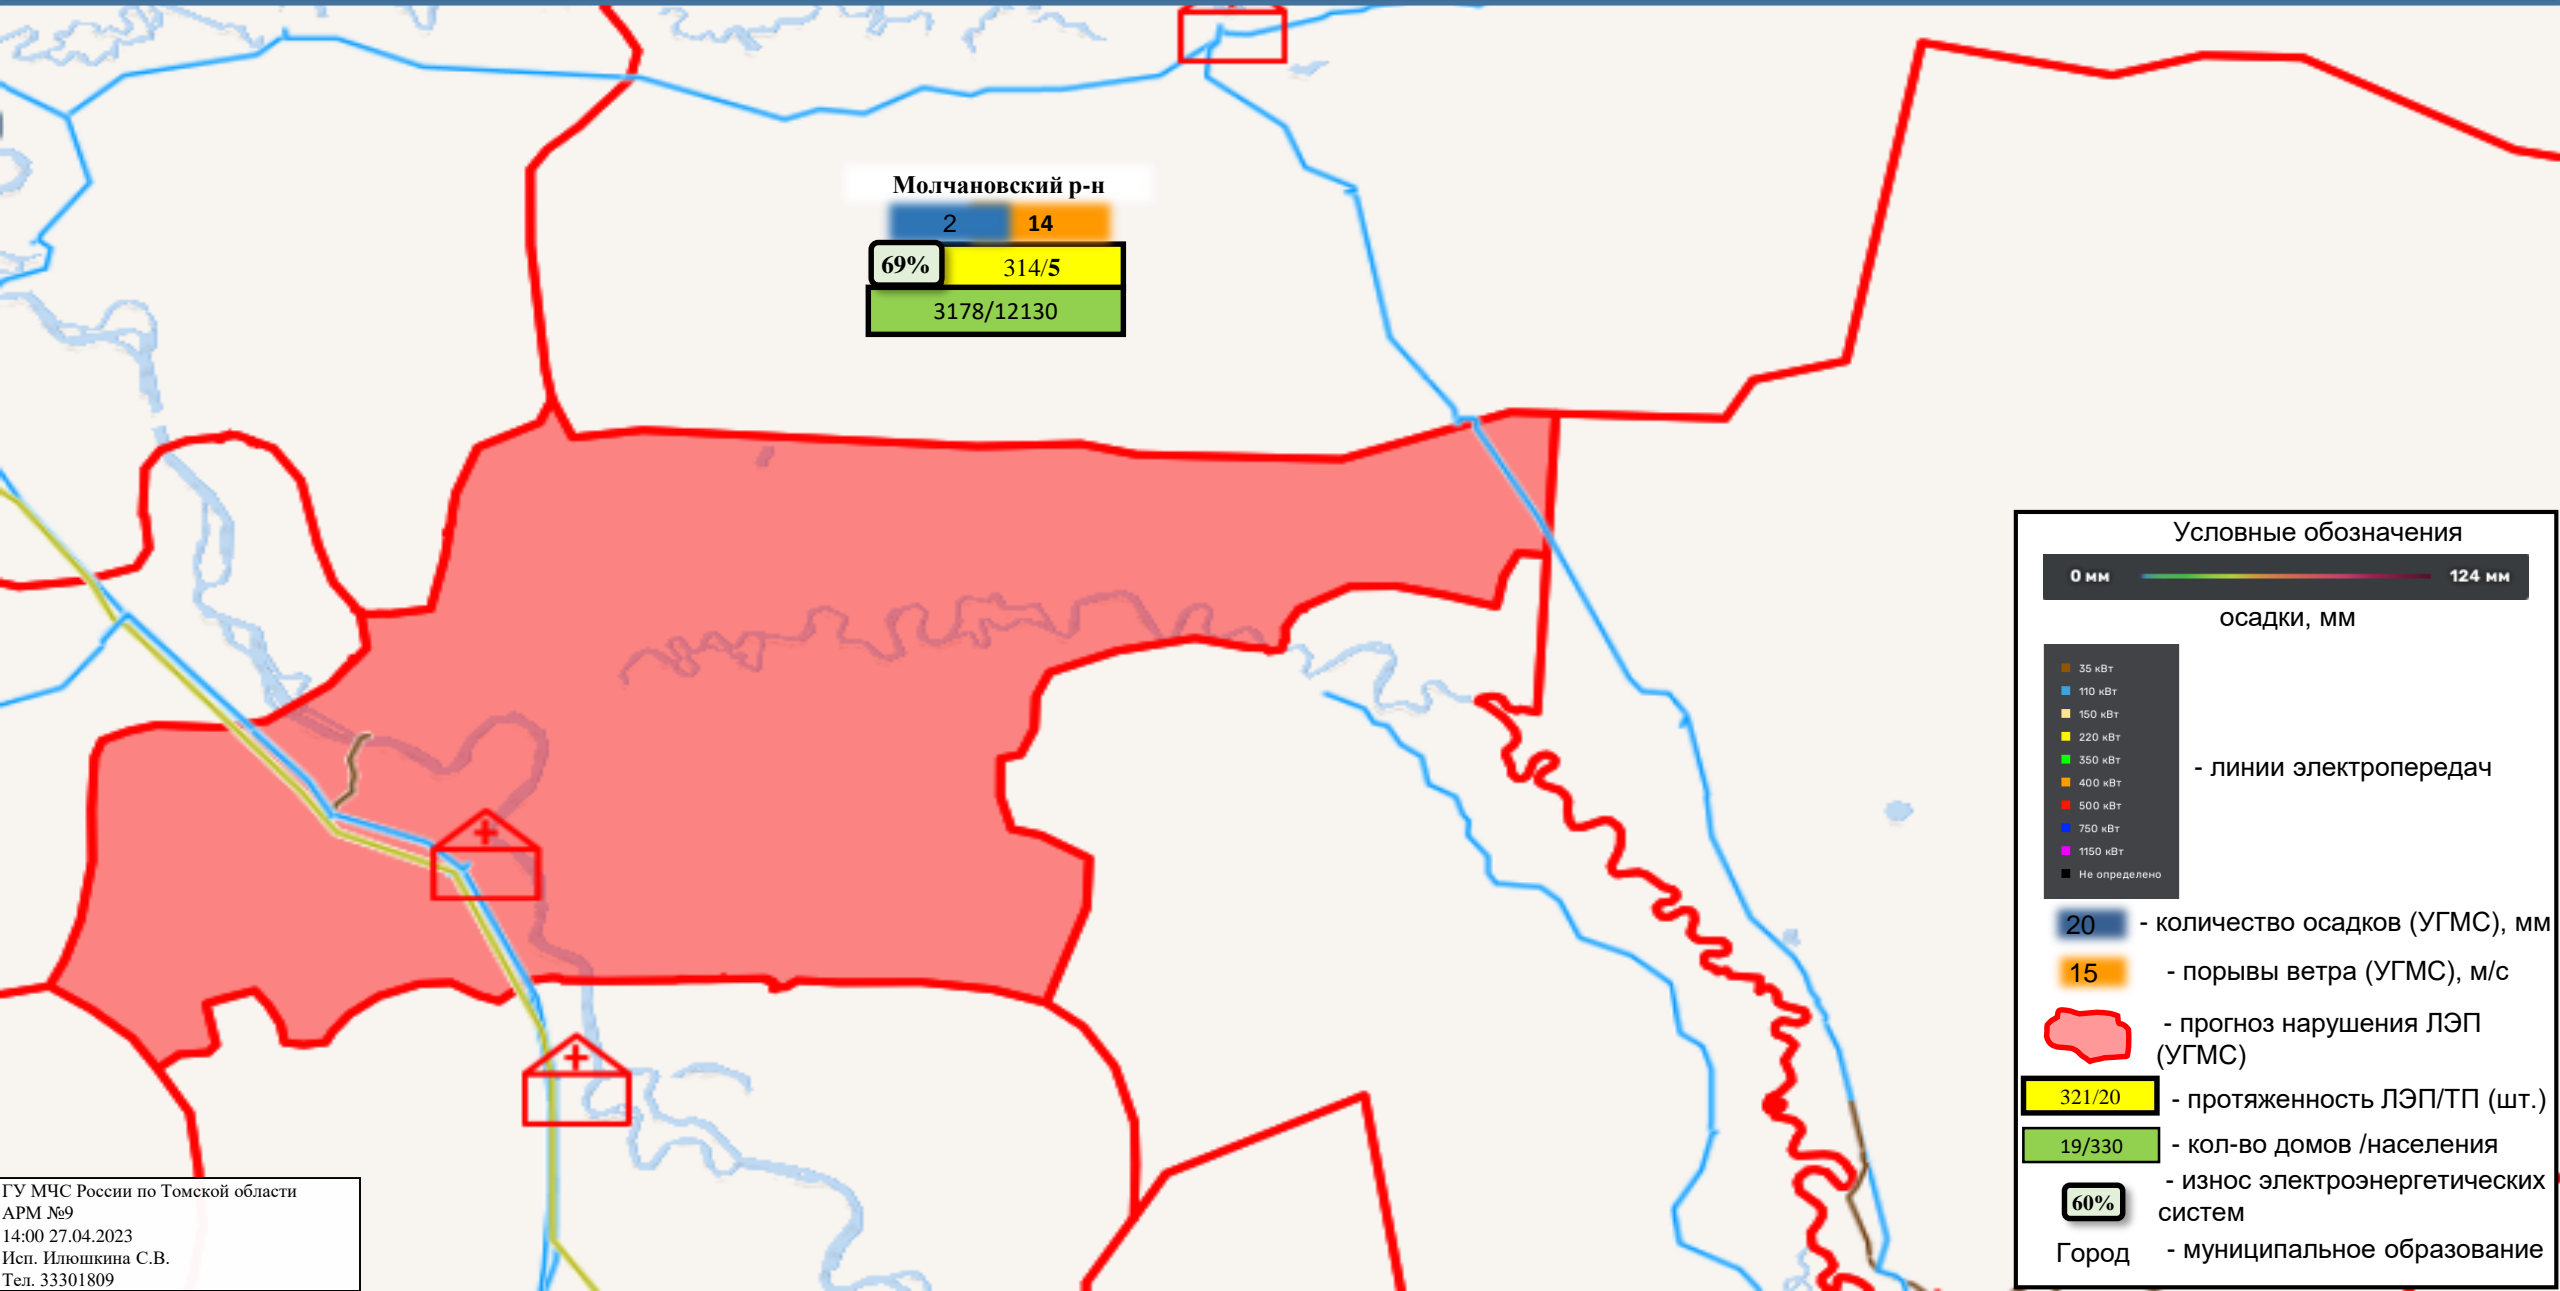 Молчановский р-н
2 14
69% 314/5
3178/12130
Условные обозначения
0 мм 124 мм
осадки, мм
35 кВт
110 кВт
150 кВт
220 кВт
350 кВт
400 кВт
500 кВт
750 кВт
1150 кВт
Не определено
- линии электропередач
20 - количество осадков (УГМС), мм
15 - порывы ветра (УГМС), м/с
- прогноз нарушения ЛЭП
(УГМС)
321/20 - протяженность ЛЭП/ТП (шт.)
19/330 - кол-во домов /населения
60% - износ электроэнергетических
систем
Город - муниципальное образование
ГУ МЧС России по Томской области
АРМ №9
14:00 27.04.2023
Исп. Илюшкина С.В.
Тел. 33301809